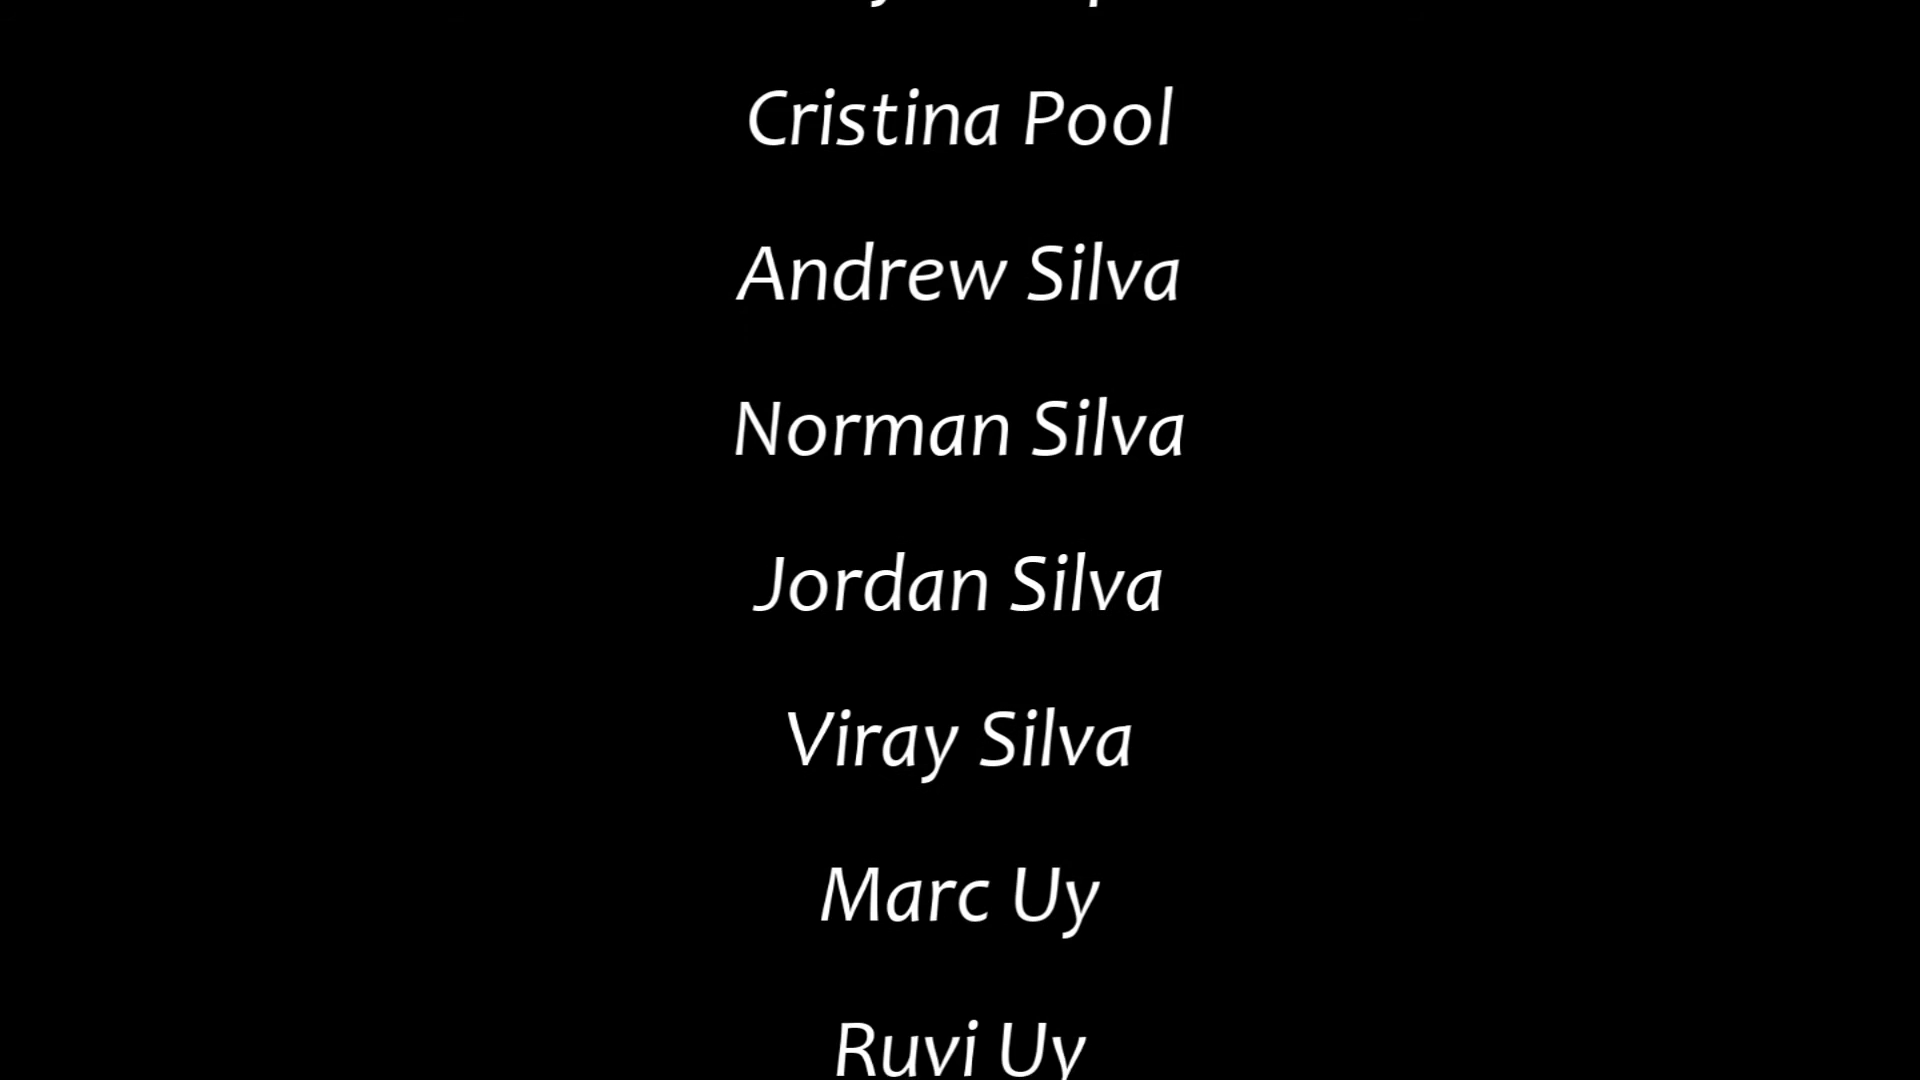 Cristina Pool
Andrew Silva
Norman Silva
Jordan Silva
Viray Silva
Marc Uy
Ruvi Uy